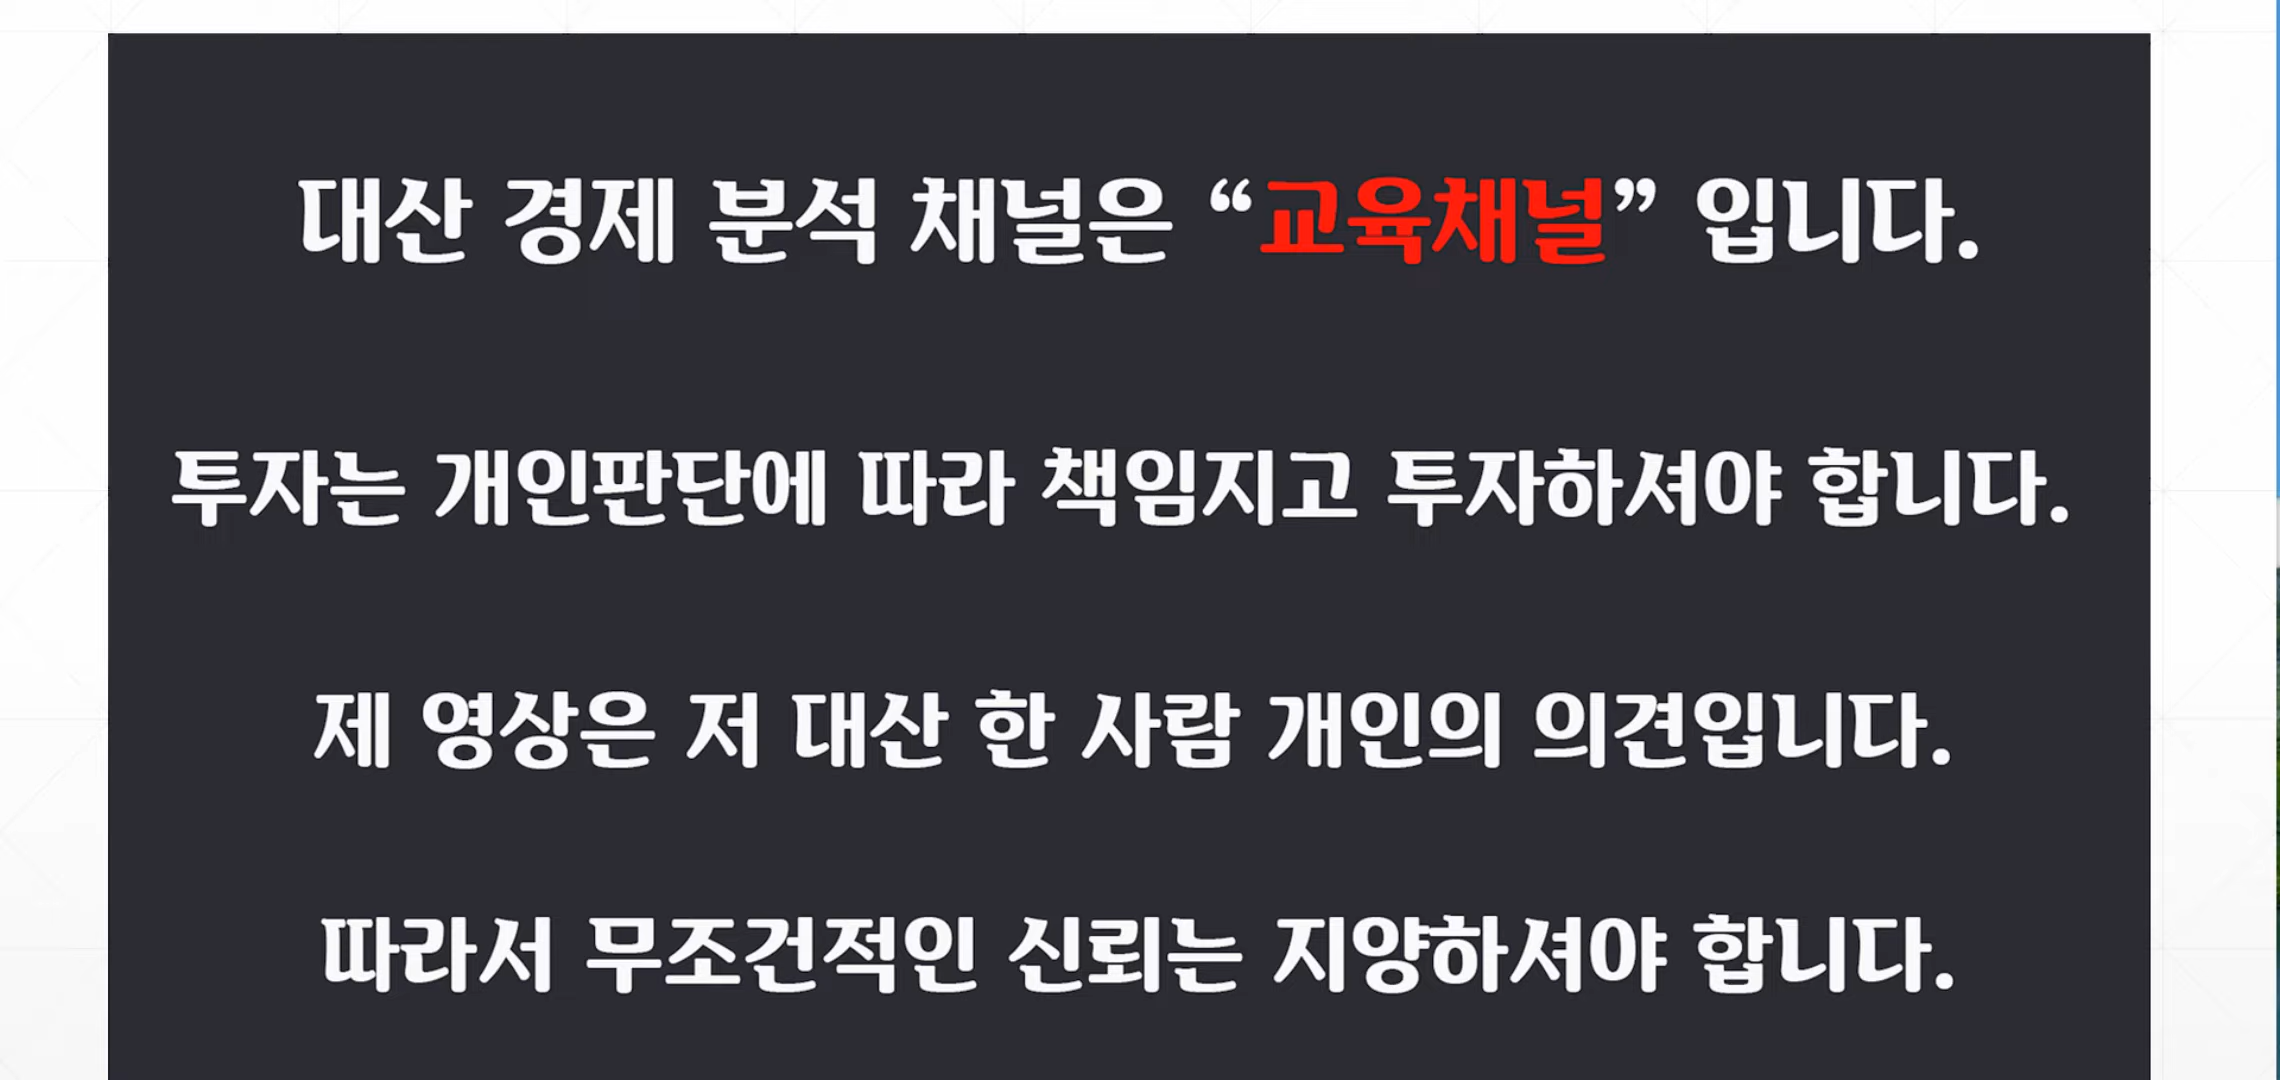 대산 경제 분석 채널은 “교육채널” 입니다.
투자는 개인판단에 따라 책임지고 투자하셔야 합니다.
제 영상은 저 대산 한 사람 개인의 의견입니다.
따라서 무조건적인 신뢰는 지양하셔야 합니다.